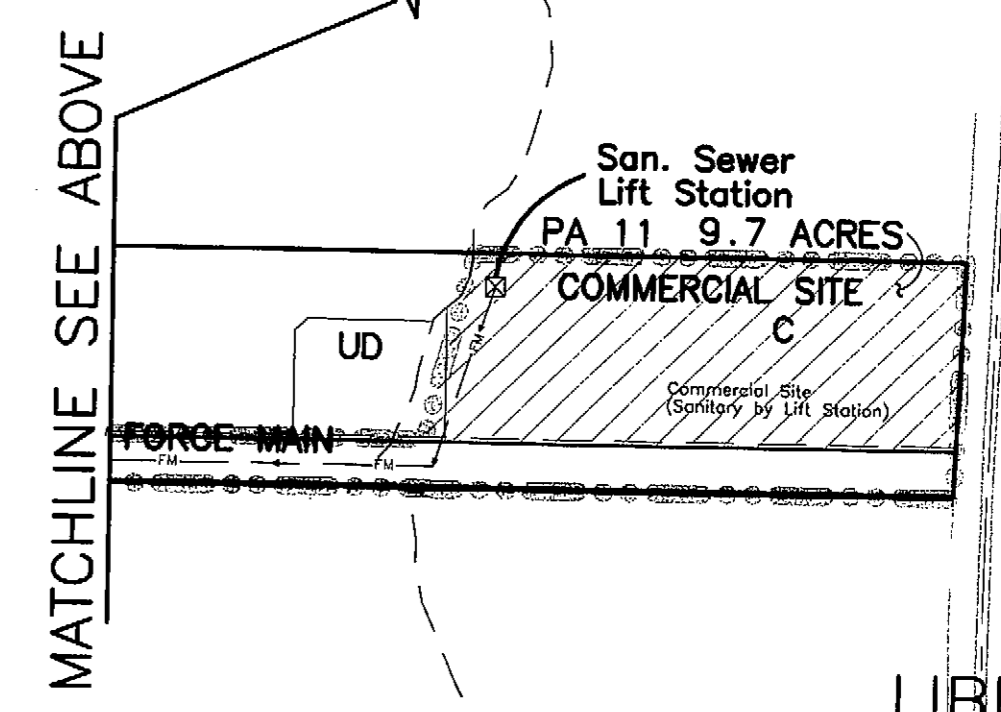 MATCHLINE SEE ABOVE
San. Sewer
Lift Station
PA 11 9.7 ACRES
COMMERCIAL SITE
C
UD
FM
Commercial Site
(Sanitary by Lift Station)
FORCE MAIN
FM
FM